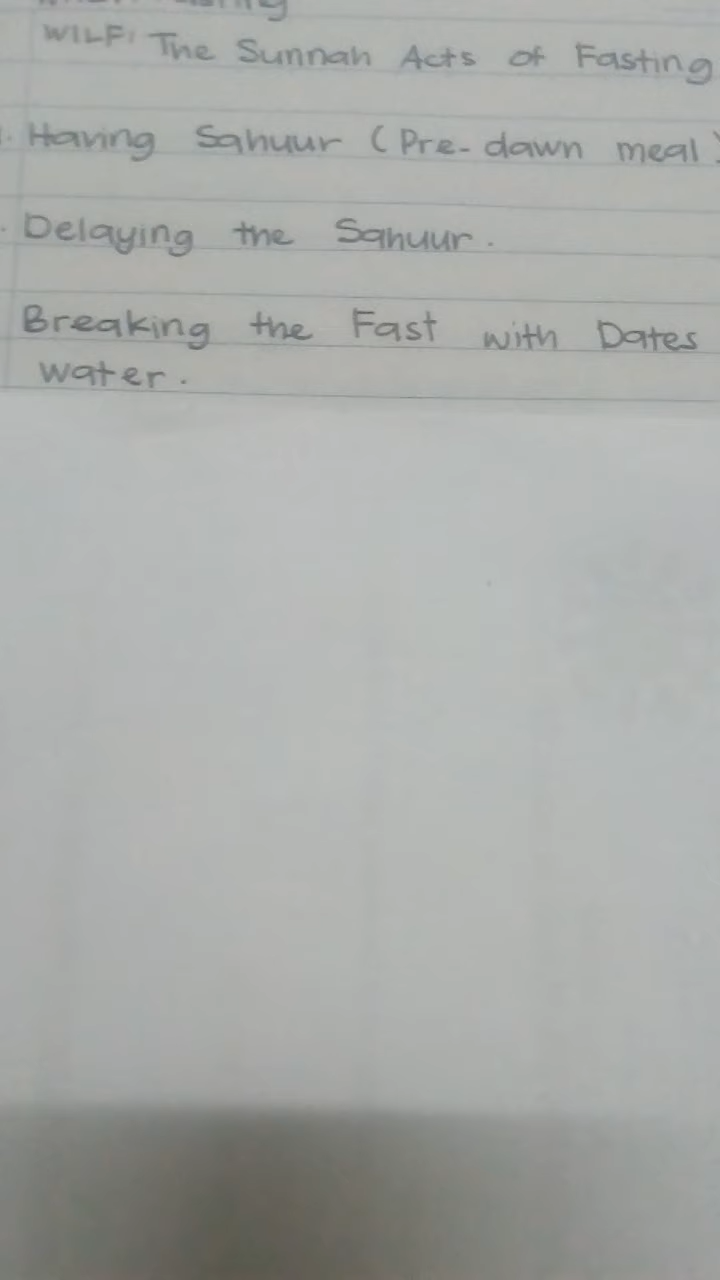 WILF: The Sunnah Acts of Fasting
. Having Sahuur (Pre-dawn meal)
. Delaying the Sahuur.
Breaking the Fast with Dates
water.